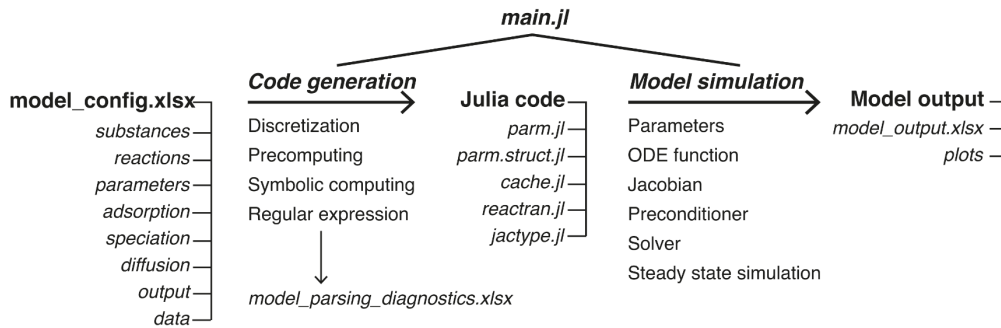 main.jl
model_config.xlsx
substances
reactions
parameters
adsorption
speciation
diffusion
output
data
Code generation
Discretization
Precomputing
Symbolic computing
Regular expression
model_parsing_diagnostics.xlsx
Julia code
parm.jl
parm.struct.jl
cache.jl
reactran.jl
jactype.jl
Model simulation
Parameters
ODE function
Jacobian
Preconditioner
Solver
Steady state simulation
Model output
model_output.xlsx
plots